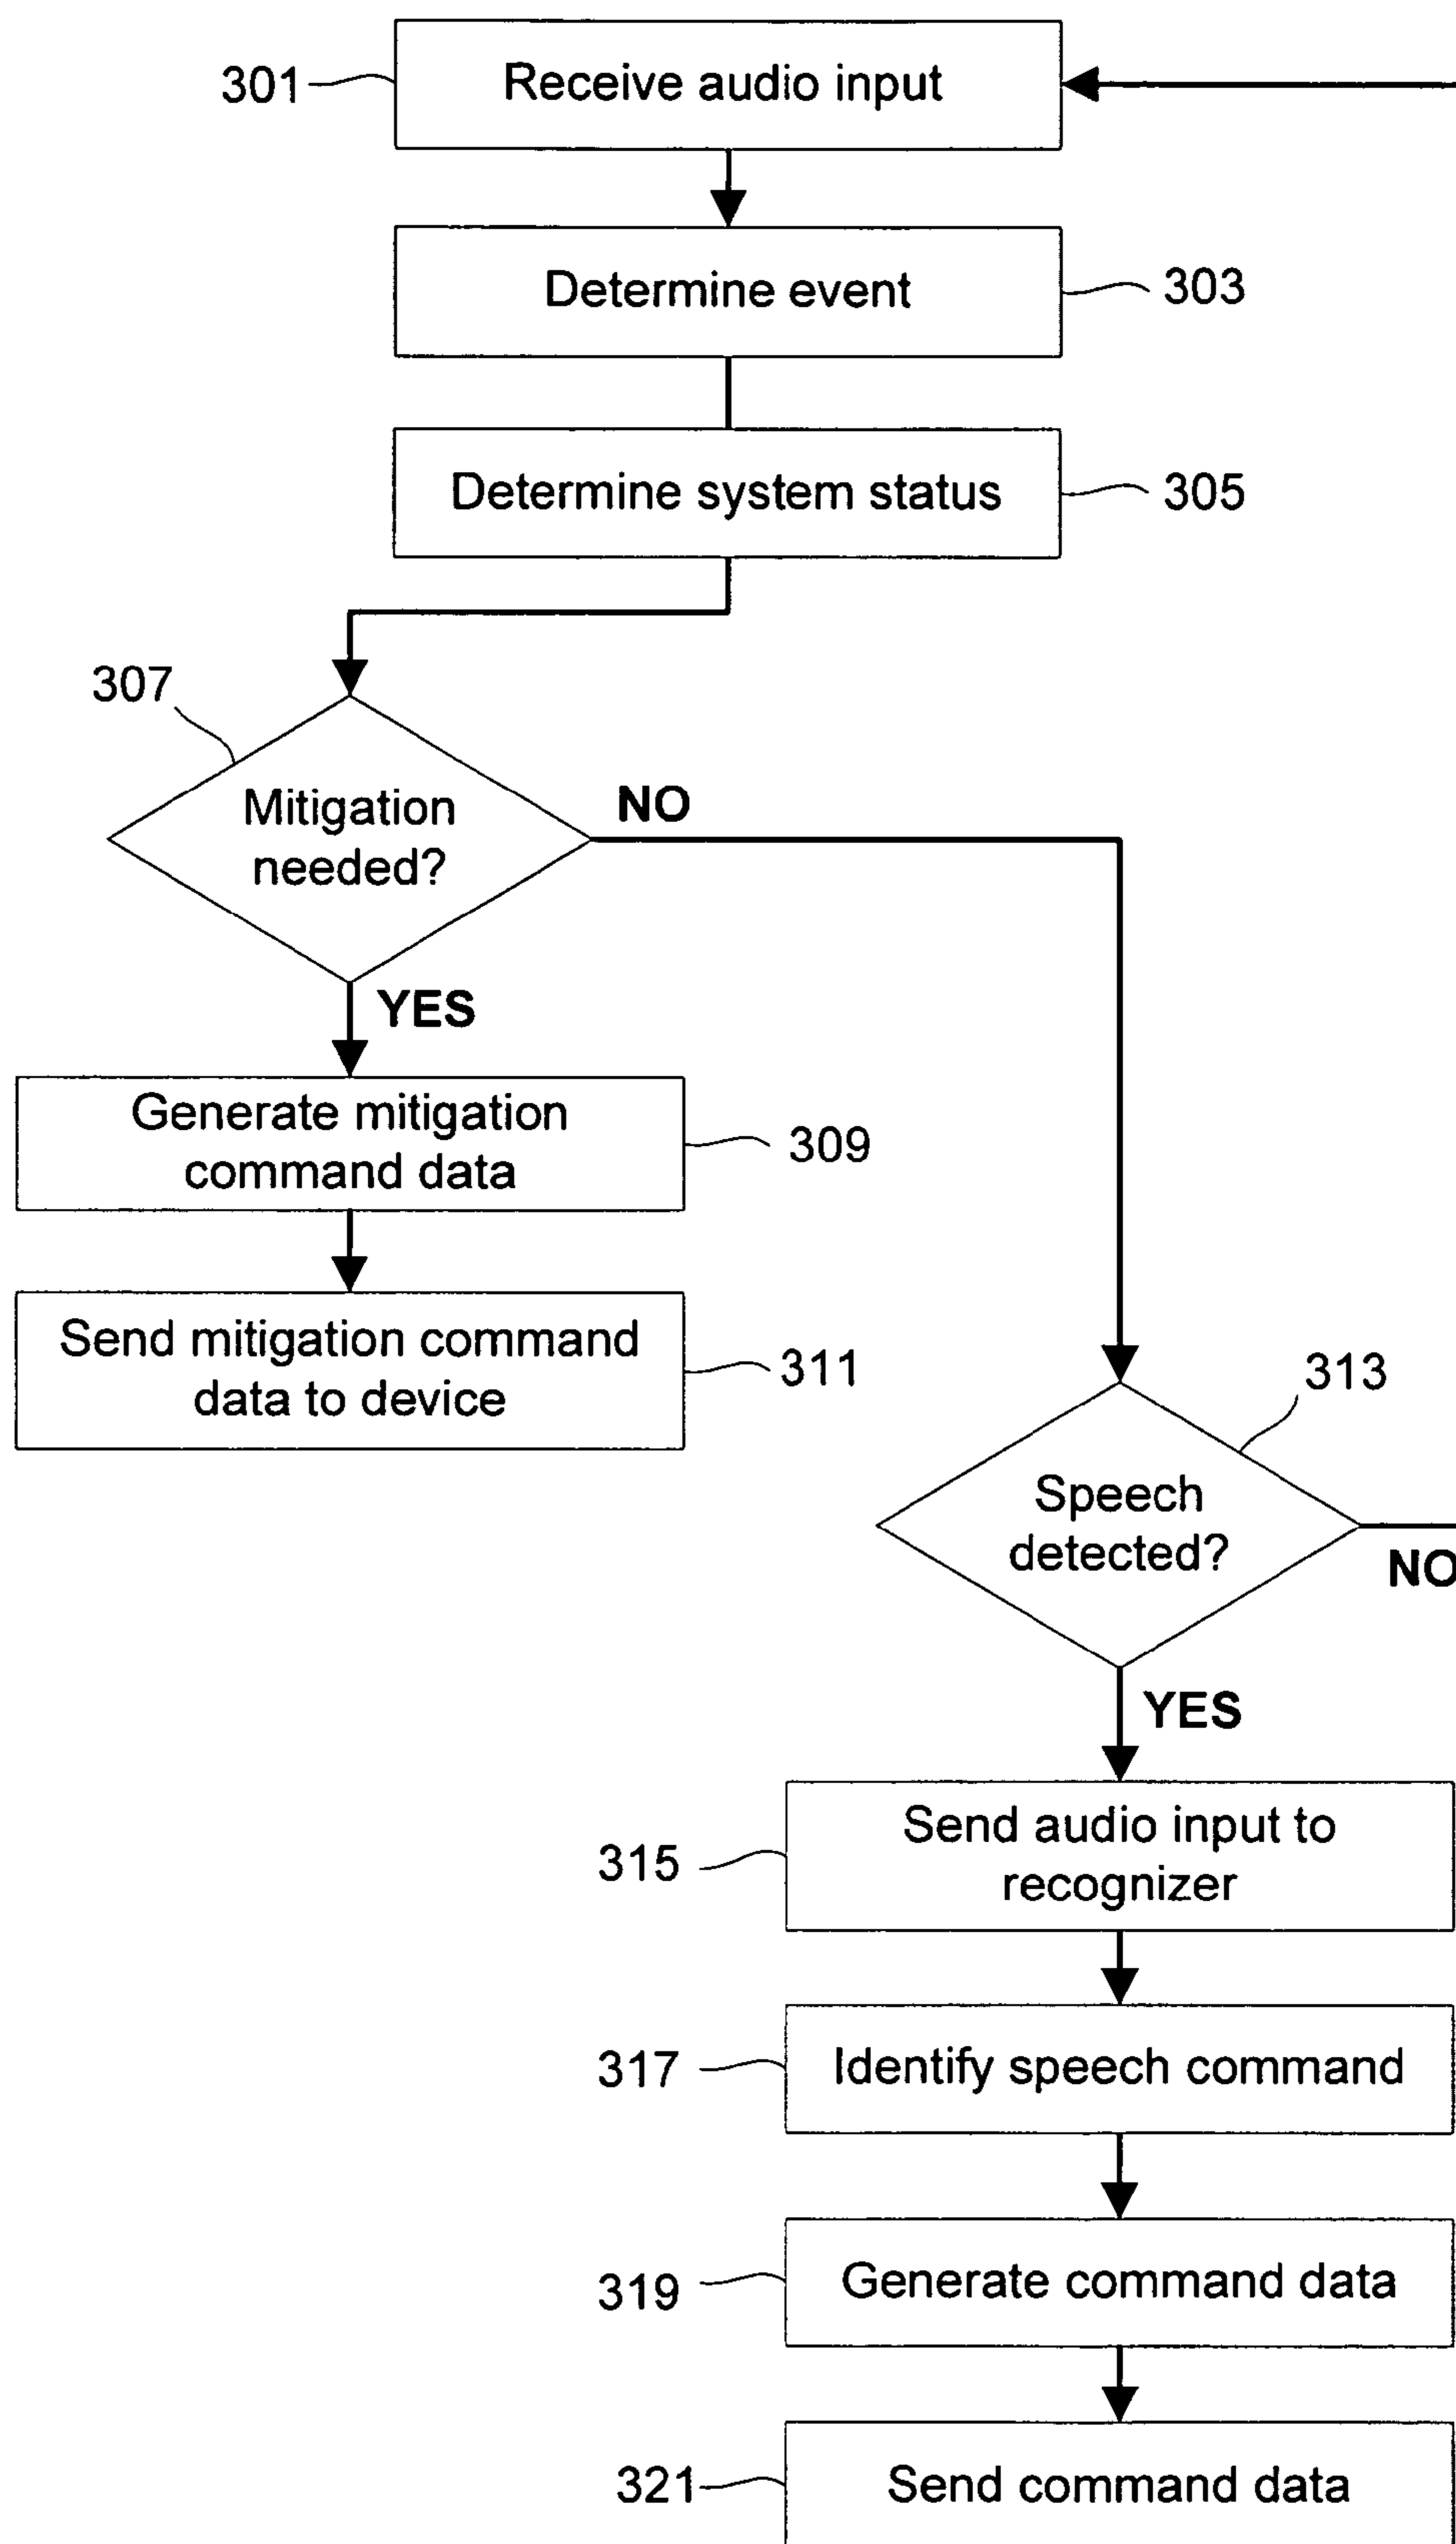 301
Receive audio input
Determine event
303
Determine system status
305
307
Mitigation
needed?
NO
YES
Generate mitigation
command data
309
Send mitigation command
data to device
311
313
Speech
detected?
NO
YES
315
Send audio input to
recognizer
317
Identify speech command
319
Generate command data
321
Send command data